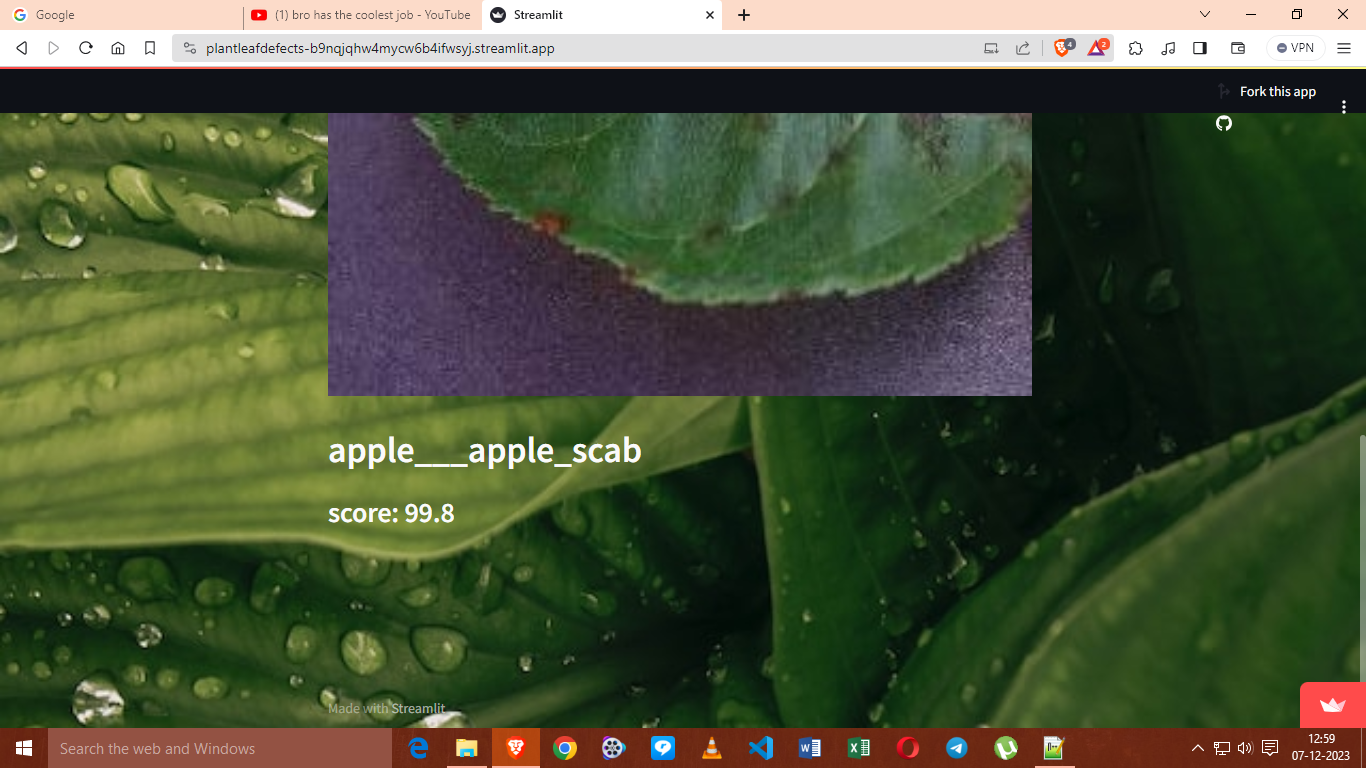 Google
(1) bro has the coolest job - YouTube
Streamlit
plantleafdefects-b9nqjqhw4mycw6b4ifwsyj.streamlit.app
4
2
VPN
Fork this app
apple___apple_scab
score: 99.8
Made with Streamlit
Search the web and Windows
12:59
07-12-2023